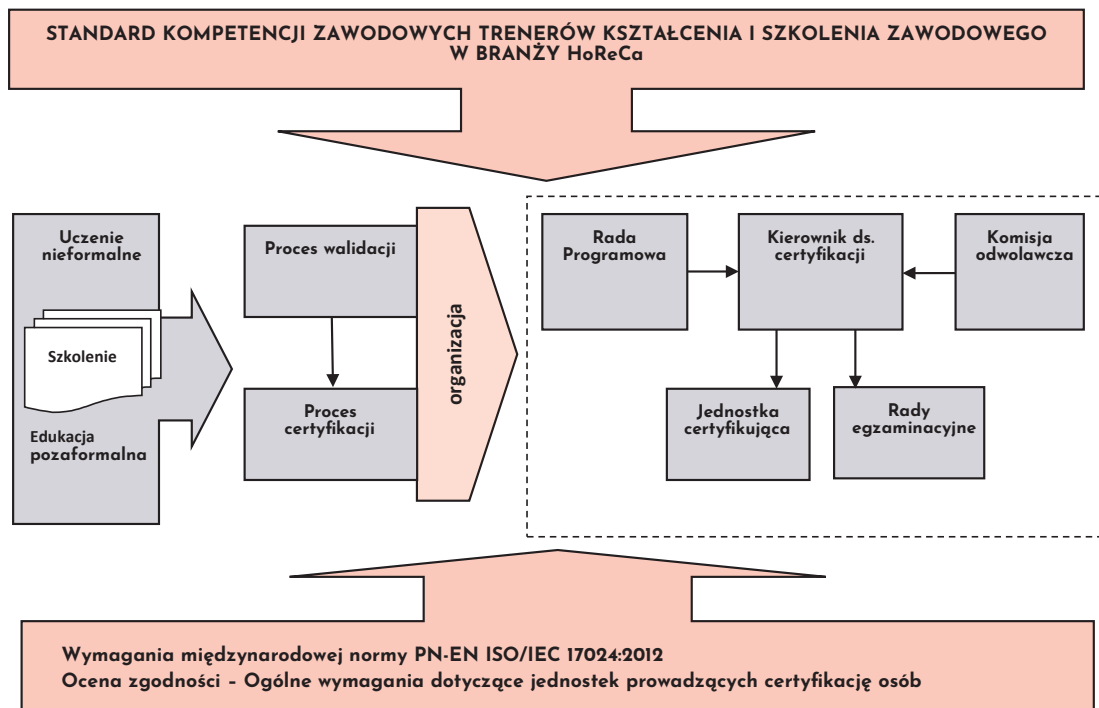 STANDARD KOMPETENCJI ZAWODOWYCH TRENERÓW KSZTAŁCENIA I SZKOLENIA ZAWODOWEGO
W BRANŻY HoReCa
Uczenie
nieformalne
Szkolenie
Edukacja
pozaformalna
Proces walidacji
Proces
certyfikacji
organizacja
Rada
Programowa
Kierownik ds.
certyfikacji
Komisja
odwolawcza
Jednostka
certyfikująca
Rady
egzaminacyjne
Wymagania międzynarodowej normy PN-EN ISO/IEC 17024:2012
Ocena zgodności – Ogólne wymagania dotyczące jednostek prowadzących certyfikację osób